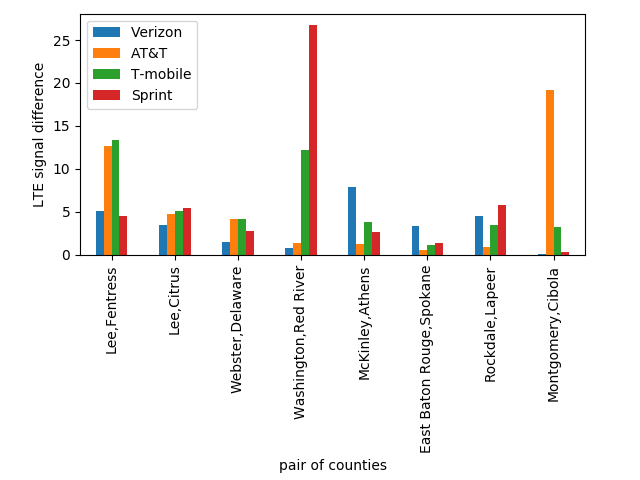 Verizon
AT&T
T-mobile
Sprint
LTE signal difference
25
20
15
10
5
0
Lee,Fentress
Lee,Citrus
Webster,Delaware
Washington,Red River
McKinley,Athens
East Baton Rouge,Spokane
Rockdale,Lapeer
Montgomery,Cibola
pair of counties